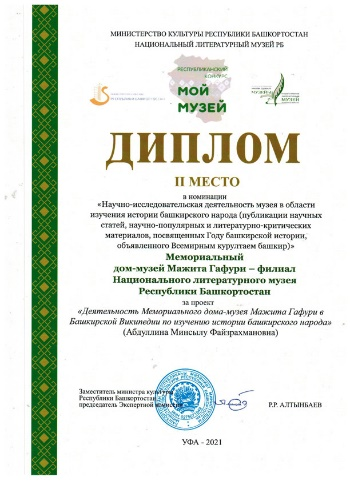 МИНИСТЕРСТВО КУЛЬТУРЫ РЕСПУБЛИКИ БАШКОРТОСТАН
НАЦИОНАЛЬНЫЙ ЛИТЕРАТУРНЫЙ МУЗЕЙ РБ
РЕСПУБЛИКАНСКИЙ
КОНКУРС
МОЙ
МУЗЕЙ
ДИПЛОМ
II МЕСТО
в номинации
«Научно-исследовательская деятельность музея в области
изучения истории башкирского народа (публикации научных
статей, научно-популярных и литературно-критических
материалов, посвященных Году башкирской истории,
объявленного Всемирным курултаем башкир)»
Мемориальный
дом-музей Мажита Гафури – филиал
Национального литературного музея
Республики Башкортостан
за проект
«Деятельность Мемориального дома-музея Мажита Гафури в
Башкирской Википедии по изучению истории башкирского народа»
(Абдуллина Минсылу Файзрахмановна)
Заместитель министра культуры
Республики Башкортостан,
председатель Экспертной комиссии
Р.Р. АЛТЫНБАЕВ
УФА - 2021